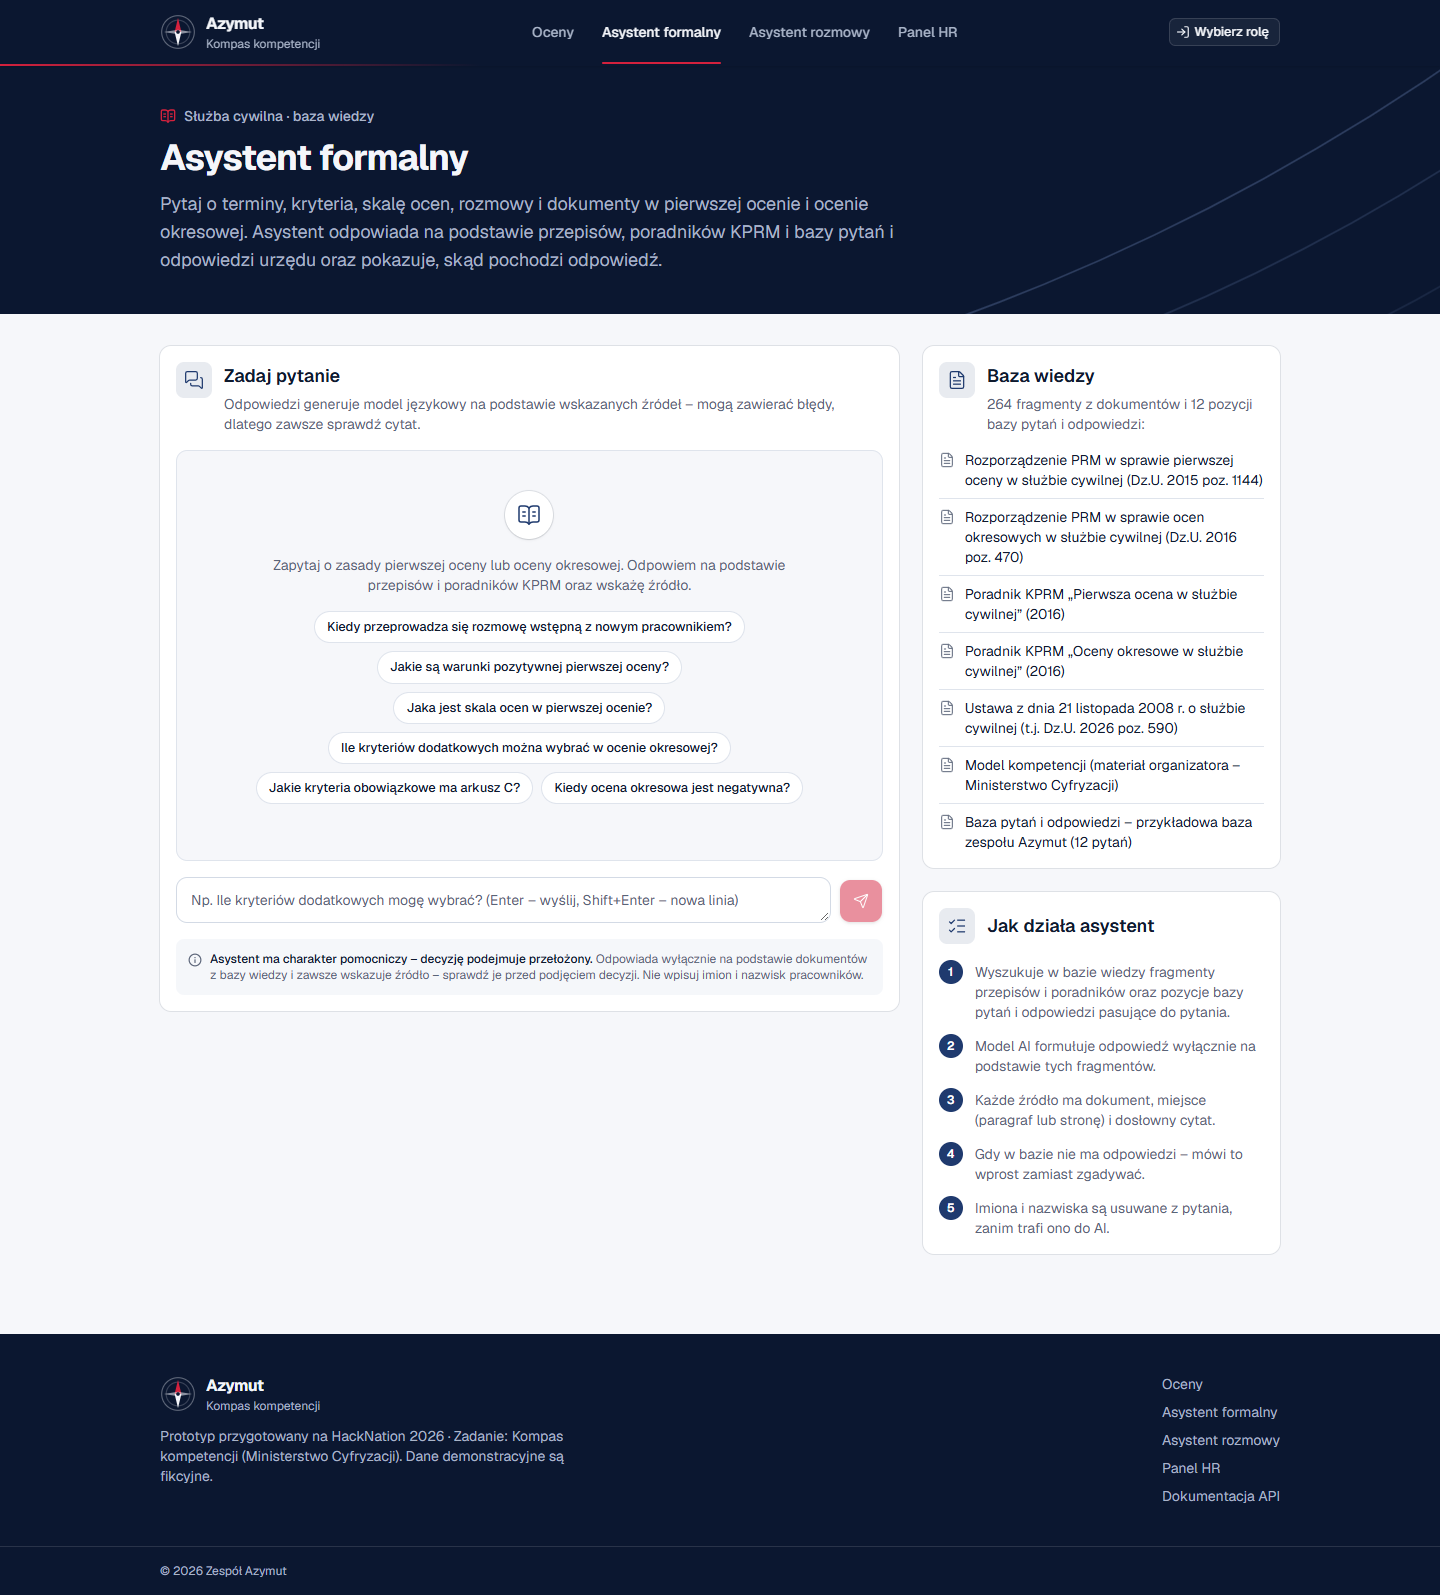 Azymut
Kompas kompetencji
Oceny
Asystent formalny
Asystent rozmowy
Panel HR
Wybierz rolę
Służba cywilna · baza wiedzy
Asystent formalny
Pytaj o terminy, kryteria, skalę ocen, rozmowy i dokumenty w pierwszej ocenie i ocenie
okresowej. Asystent odpowiada na podstawie przepisów, poradników KPRM i bazy pytań i
odpowiedzi urzędu oraz pokazuje, skąd pochodzi odpowiedź.
Zadaj pytanie
Odpowiedzi generuje model językowy na podstawie wskazanych źródeł – mogą zawierać błędy,
dlatego zawsze sprawdź cytat.
Zapytaj o zasady pierwszej oceny lub oceny okresowej. Odpowiem na podstawie
przepisów i poradników KPRM oraz wskażę źródło.
Kiedy przeprowadza się rozmowę wstępną z nowym pracownikiem?
Jakie są warunki pozytywnej pierwszej oceny?
Jaka jest skala ocen w pierwszej ocenie?
Ile kryteriów dodatkowych można wybrać w ocenie okresowej?
Jakie kryteria obowiązkowe ma arkusz C?
Kiedy ocena okresowa jest negatywna?
Np. Ile kryteriów dodatkowych mogę wybrać? (Enter – wyślij, Shift+Enter – nowa linia)
Asystent ma charakter pomocniczy – decyzję podejmuje przełożony. Odpowiada wyłącznie na podstawie dokumentów
z bazy wiedzy i zawsze wskazuje źródło – sprawdź je przed podjęciem decyzji. Nie wpisuj imion i nazwisk pracowników.
Baza wiedzy
264 fragmenty z dokumentów i 12 pozycji
bazy pytań i odpowiedzi:
Rozporządzenie PRM w sprawie pierwszej
oceny w służbie cywilnej (Dz.U. 2015 poz. 1144)
Rozporządzenie PRM w sprawie ocen
okresowych w służbie cywilnej (Dz.U. 2016
poz. 470)
Poradnik KPRM „Pierwsza ocena w służbie
cywilnej” (2016)
Poradnik KPRM „Oceny okresowe w służbie
cywilnej” (2016)
Ustawa z dnia 21 listopada 2008 r. o służbie
cywilnej (t.j. Dz.U. 2026 poz. 590)
Model kompetencji (materiał organizatora –
Ministerstwo Cyfryzacji)
Baza pytań i odpowiedzi – przykładowa baza
zespołu Azymut (12 pytań)
Jak działa asystent
1
Wyszukuje w bazie wiedzy fragmenty
przepisów i poradników oraz pozycje bazy
pytań i odpowiedzi pasujące do pytania.
2
Model AI formułuje odpowiedź wyłącznie na
podstawie tych fragmentów.
3
Każde źródło ma dokument, miejsce
(paragraf lub stronę) i dosłowny cytat.
4
Gdy w bazie nie ma odpowiedzi – mówi to
wprost zamiast zgadywać.
5
Imiona i nazwiska są usuwane z pytania,
zanim trafi ono do AI.
Azymut
Kompas kompetencji
Prototyp przygotowany na HackNation 2026 · Zadanie: Kompas
kompetencji (Ministerstwo Cyfryzacji). Dane demonstracyjne są
fikcyjne.
Oceny
Asystent formalny
Asystent rozmowy
Panel HR
Dokumentacja API
© 2026 Zespół Azymut